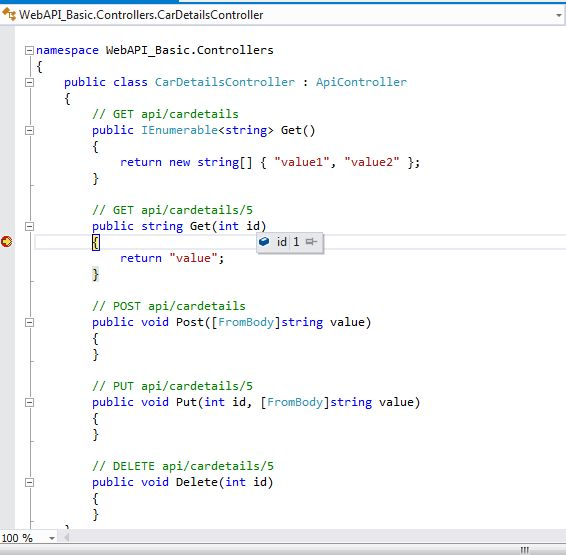 WebAPI_Basic.Controllers.CarDetailsController
namespace WebAPI_Basic.Controllers
{
public class CarDetailsController : ApiController
{
// GET api/cardetails
public IEnumerable<string> Get()
{
return new string[] { "value1", "value2" };
}
// GET api/cardetails/5
public string Get(int id)
{
id 1
return "value";
}
// POST api/cardetails
public void Post([FromBody]string value)
{
}
// PUT api/cardetails/5
public void Put(int id, [FromBody]string value)
{
}
// DELETE api/cardetails/5
public void Delete(int id)
{
}
100 %